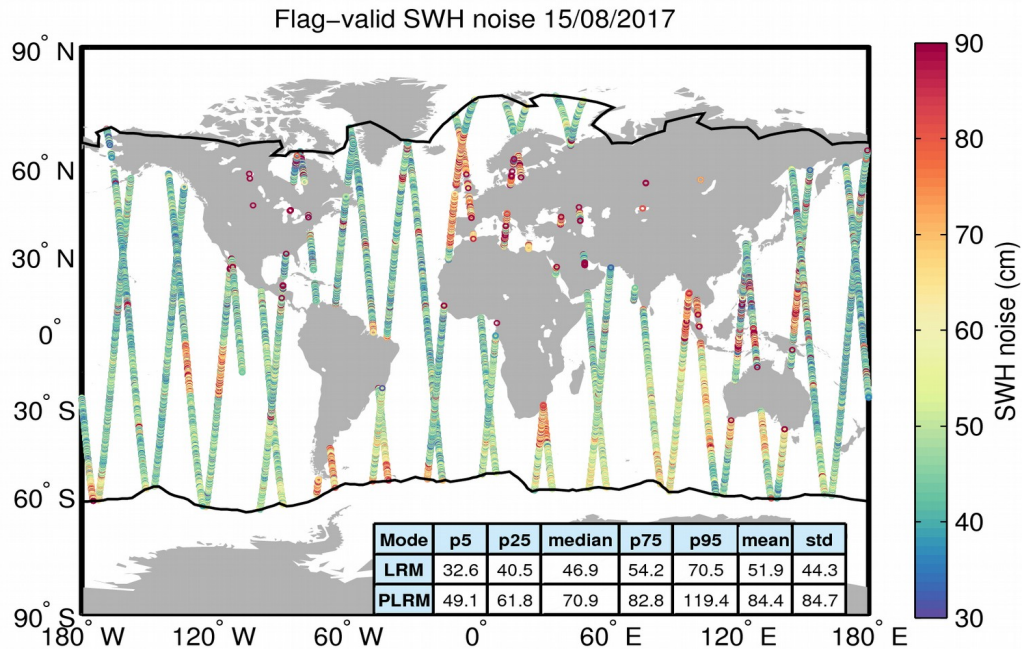 Flag−valid SWH noise 15/08/2017
90° N
60° N
30° N
0°
30° S
60° S
90° S
180° W
120° W
60° W
0°
60° E
120° E
180° E
90
80
70
60
50
40
30
SWH noise (cm)
Mode p5 p25 median p75 p95 mean std
LRM 32.6 40.5 46.9 54.2 70.5 51.9 44.3
PLRM 49.1 61.8 70.9 82.8 119.4 84.4 84.7